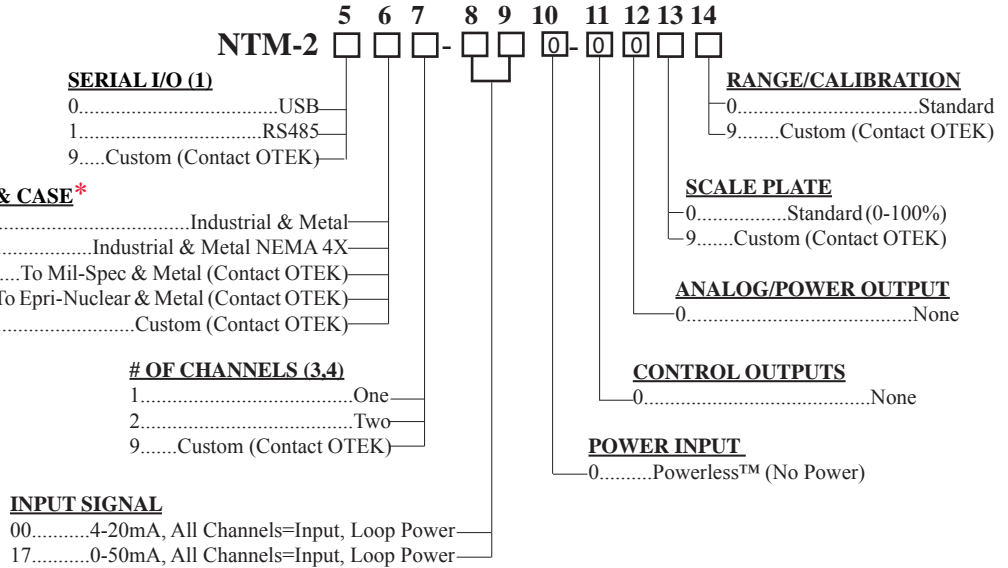 5 6 7 8 9 10 11 12 13 14
NTM-2 - 0 - 0 0
SERIAL I/O (1)
0..................................USB
1..............................RS485
9.....Custom (Contact OTEK)
& CASE*
................................Industrial & Metal
....................Industrial & Metal NEMA 4X
....To Mil-Spec & Metal (Contact OTEK)
To Epri-Nuclear & Metal (Contact OTEK)
.......................Custom (Contact OTEK)
# OF CHANNELS (3,4)
1...................................One
2...................................Two
9.......Custom (Contact OTEK)
INPUT SIGNAL
00...........4-20mA, All Channels=Input, Loop Power
17...........0-50mA, All Channels=Input, Loop Power
RANGE/CALIBRATION
0..............................Standard
9........Custom (Contact OTEK)
SCALE PLATE
0................Standard (0-100%)
9.......Custom (Contact OTEK)
ANALOG/POWER OUTPUT
0......................................None
CONTROL OUTPUTS
0......................................None
POWER INPUT
0..........Powerless™ (No Power)